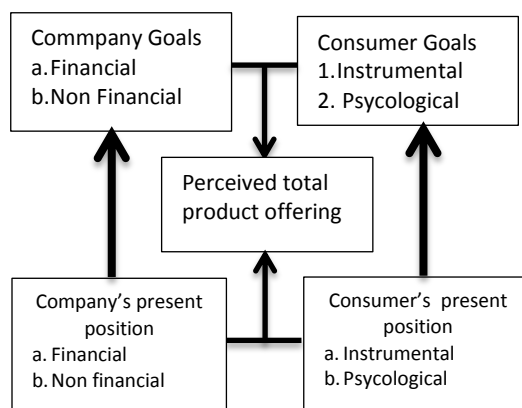 Commpany Goals
a. Financial
b. Non Financial
Consumer Goals
1. Instrumental
2. Psycological
Perceived total
product offering
Company's present
position
a. Financial
b. Non financial
Consumer's present
position
a. Instrumental
b. Psycological